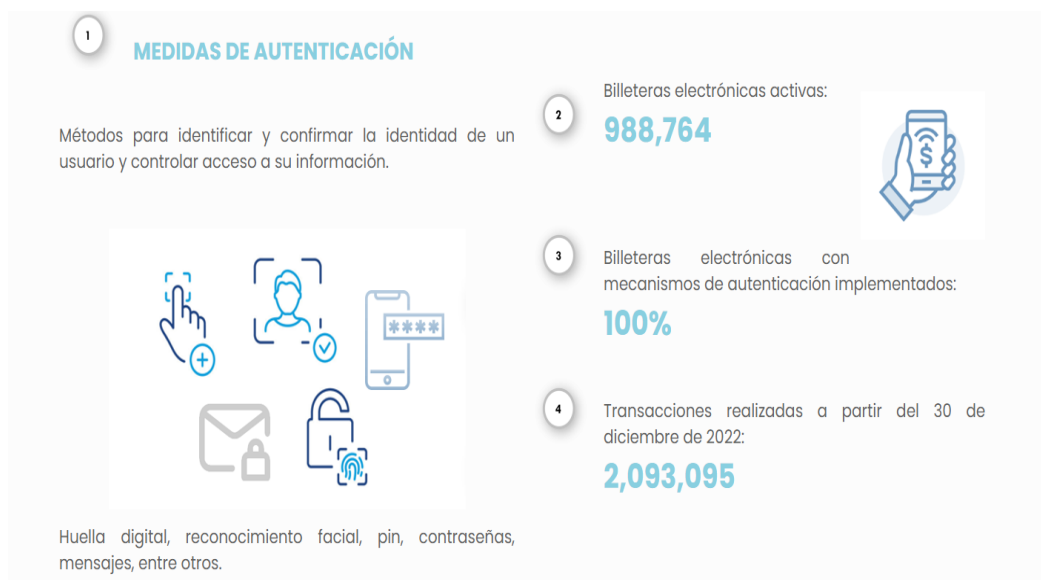 1
MEDIDAS DE AUTENTICACIÓN
Métodos para identificar y confirmar la identidad de un
usuario y controlar acceso a su información.
****
Huella digital, reconocimiento facial, pin, contraseñas,
mensajes, entre otros.
2
Billeteras electrónicas activas:
988,764
$
3
Billeteras electrónicas con
mecanismos de autenticación implementados:
100%
4
Transacciones realizadas a partir del 30 de
diciembre de 2022:
2,093,095